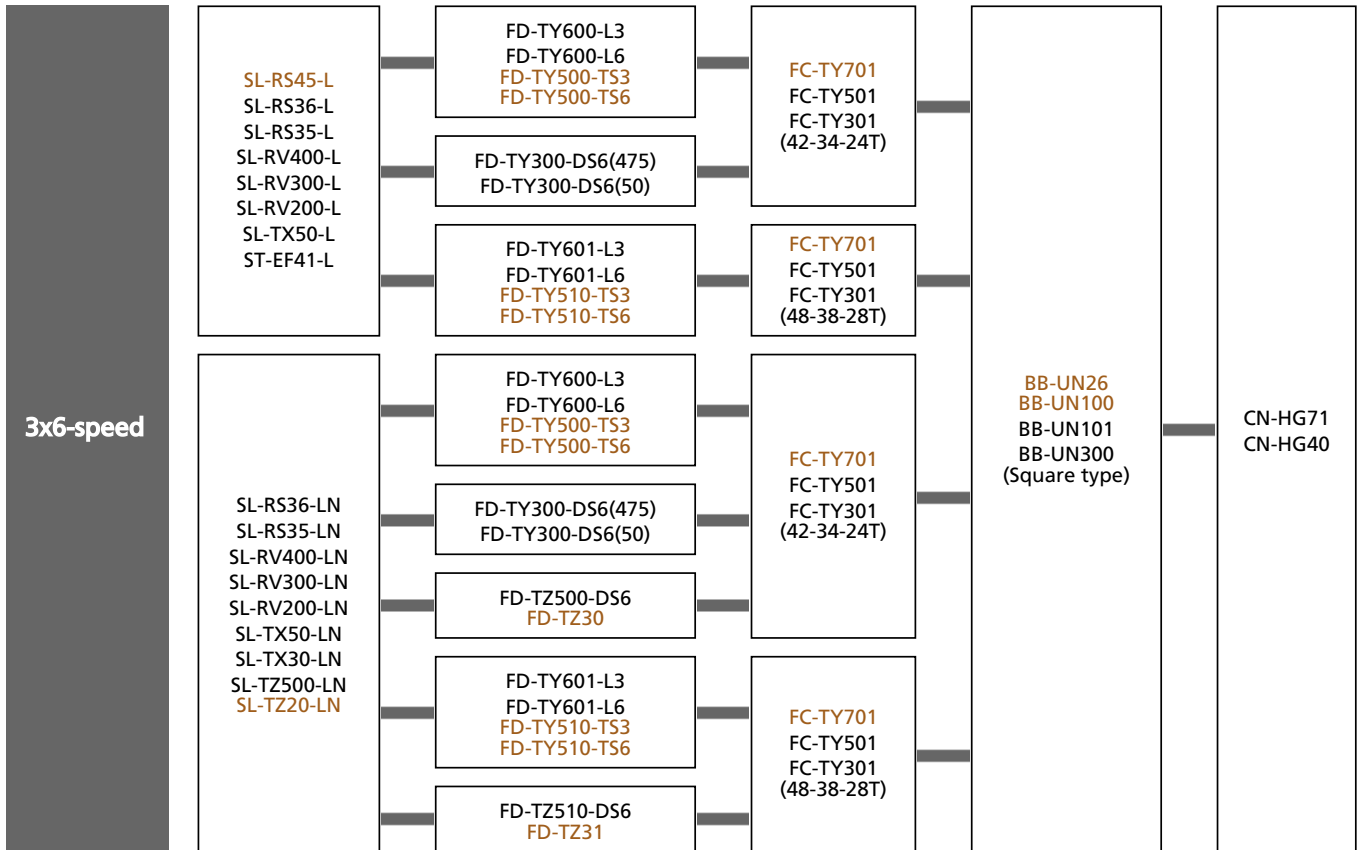 3x6-speed
SL-RS45-L
SL-RS36-L
SL-RS35-L
SL-RV400-L
SL-RV300-L
SL-RV200-L
SL-TX50-L
ST-EF41-L
FD-TY600-L3
FD-TY600-L6
FD-TY500-TS3
FD-TY500-TS6
FD-TY300-DS6(475)
FD-TY300-DS6(50)
FC-TY701
FC-TY501
FC-TY301
(42-34-24T)
FD-TY601-L3
FD-TY601-L6
FD-TY510-TS3
FD-TY510-TS6
FC-TY701
FC-TY501
FC-TY301
(48-38-28T)
SL-RS36-LN
SL-RS35-LN
SL-RV400-LN
SL-RV300-LN
SL-RV200-LN
SL-TX50-LN
SL-TX30-LN
SL-TZ500-LN
SL-TZ20-LN
FD-TY600-L3
FD-TY600-L6
FD-TY500-TS3
FD-TY500-TS6
FD-TY300-DS6(475)
FD-TY300-DS6(50)
FD-TZ500-DS6
FD-TZ30
FC-TY701
FC-TY501
FC-TY301
(42-34-24T)
FD-TY601-L3
FD-TY601-L6
FD-TY510-TS3
FD-TY510-TS6
FD-TZ510-DS6
FD-TZ31
FC-TY701
FC-TY501
FC-TY301
(48-38-28T)
BB-UN26
BB-UN100
BB-UN101
BB-UN300
(Square type)
CN-HG71
CN-HG40